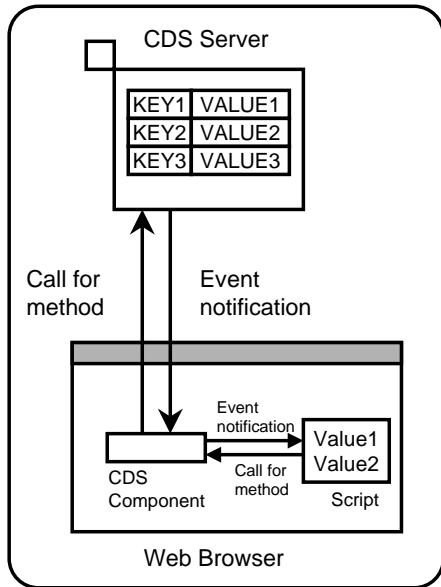 CDS Server
KEY1 VALUE1
KEY2 VALUE2
KEY3 VALUE3
Call for
method
Event
notification
Event
notification
Call for
method
CDS
Component
Value1
Value2
Script
Web Browser